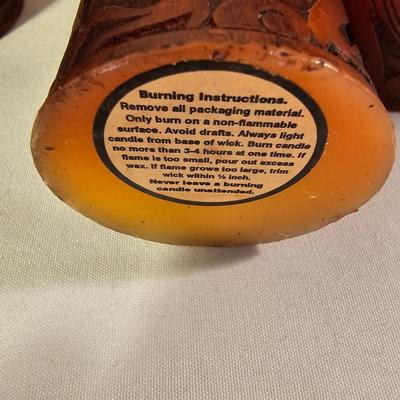 Burning Instructions.
Remove all packaging material.
Only burn on a non-flammable
surface. Avoid drafts. Always light
candle from base of wick. Burn candle
no more than 3-4 hours at one time. If
flame is too small, pour out excess
wax. If flame grows too large, trim
wick within ½ inch.
Never leave a burning
candle unattended.